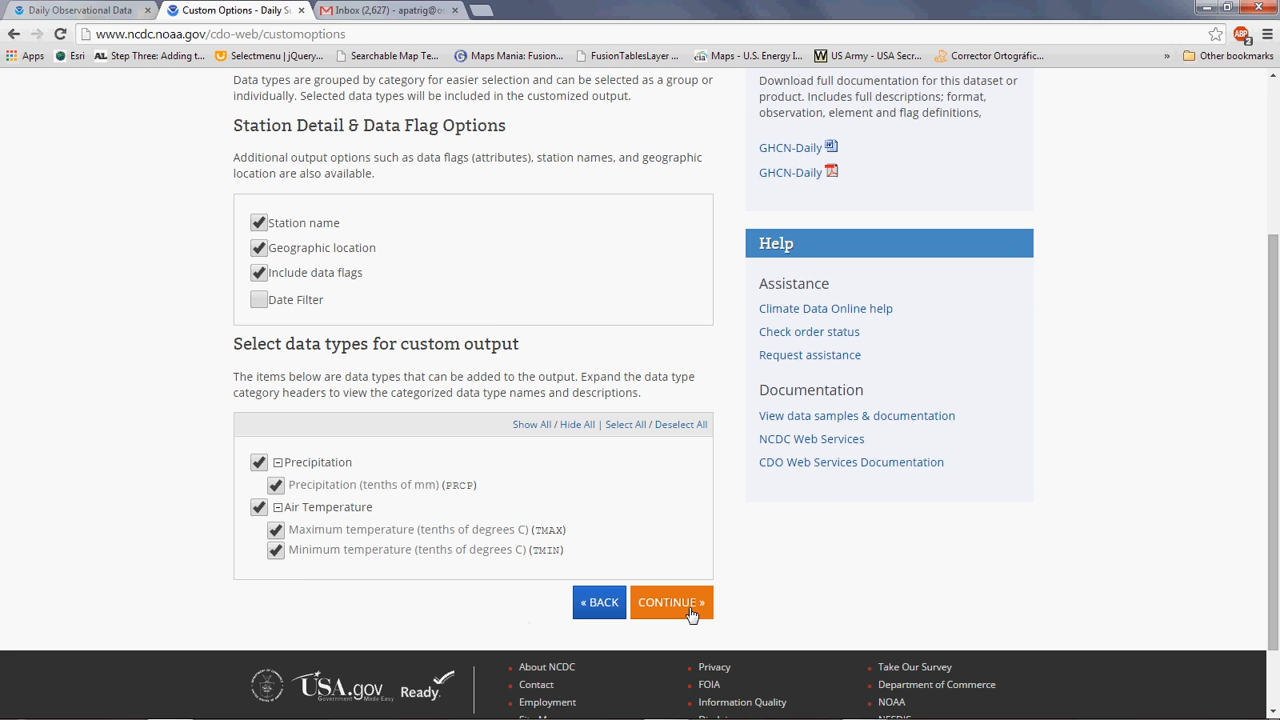 Daily Observational Data
Custom Options - Daily S
Inbox (2,627) - apatrig@o
www.ncdc.noaa.gov/cdo-web/customoptions
Apps
Esri
Step Three: Adding t...
Selectmenu | jQuery...
Searchable Map Te...
Maps Mania: Fusion...
FusionTablesLayer ...
Maps - U.S. Energy I...
US Army - USA Secr...
Corrector Ortográfic...
»
Other bookmarks
Data types are grouped by category for easier selection and can be selected as a group or
individually. Selected data types will be included in the customized output.
Station Detail & Data Flag Options
Additional output options such as data flags (attributes), station names, and geographic
location are also available.
Station name
Geographic location
Include data flags
Date Filter
Select data types for custom output
The items below are data types that can be added to the output. Expand the data type
category headers to view the categorized data type names and descriptions.
Show All / Hide All | Select All / Deselect All
Precipitation
Precipitation (tenths of mm) (PRCP)
Air Temperature
Maximum temperature (tenths of degrees C) (TMAX)
Minimum temperature (tenths of degrees C) (TMIN)
« BACK
CONTINUE »
Download full documentation for this dataset or
product. Includes full descriptions; format,
observation, element and flag definitions,
GHCN-Daily
GHCN-Daily
Help
Assistance
Climate Data Online help
Check order status
Request assistance
Documentation
View data samples & documentation
NCDC Web Services
CDO Web Services Documentation
USA.gov
Ready.
About NCDC
Contact
Employment
Privacy
FOIA
Information Quality
Take Our Survey
Department of Commerce
NOAA